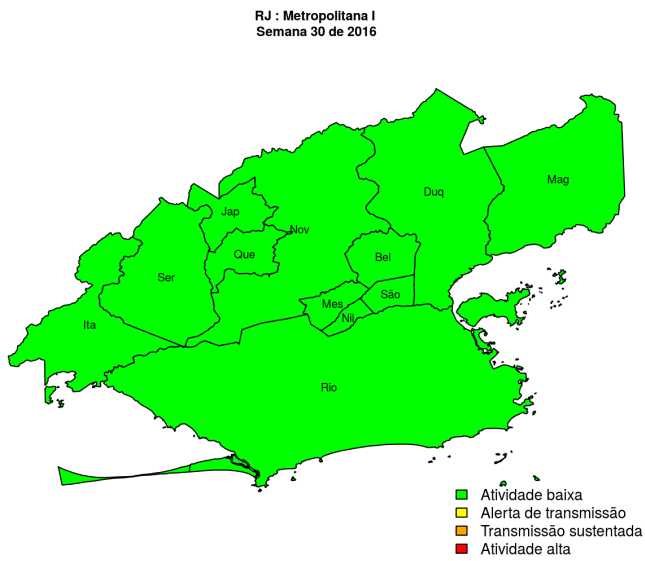 RJ : Metropolitana I
Semana 30 de 2016
Mag
Duq
Jap
Nov
Que
Bel
Ser
São
Mes
Nil
Ita
Rio
Atividade baixa
Alerta de transmissão
Transmissão sustentada
Atividade alta